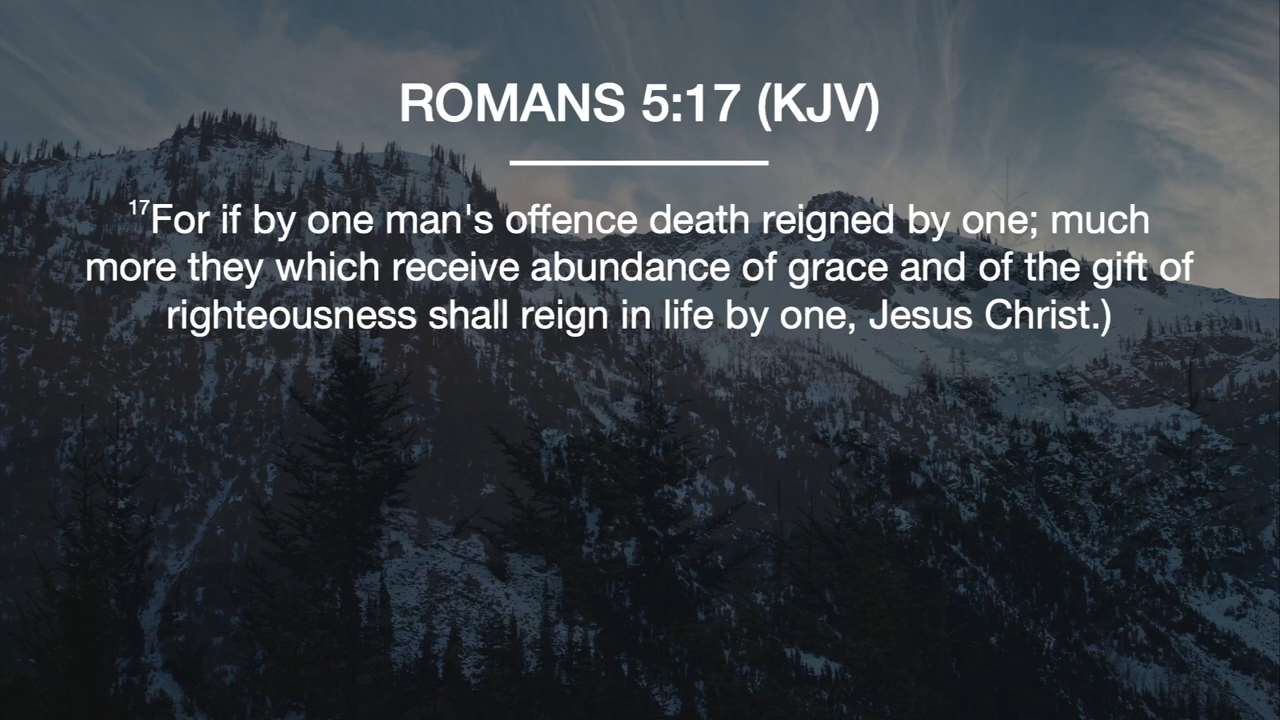 ROMANS 5:17 (KJV)
17For if by one man's offence death reigned by one; much
more they which receive abundance of grace and of the gift of
righteousness shall reign in life by one, Jesus Christ.)